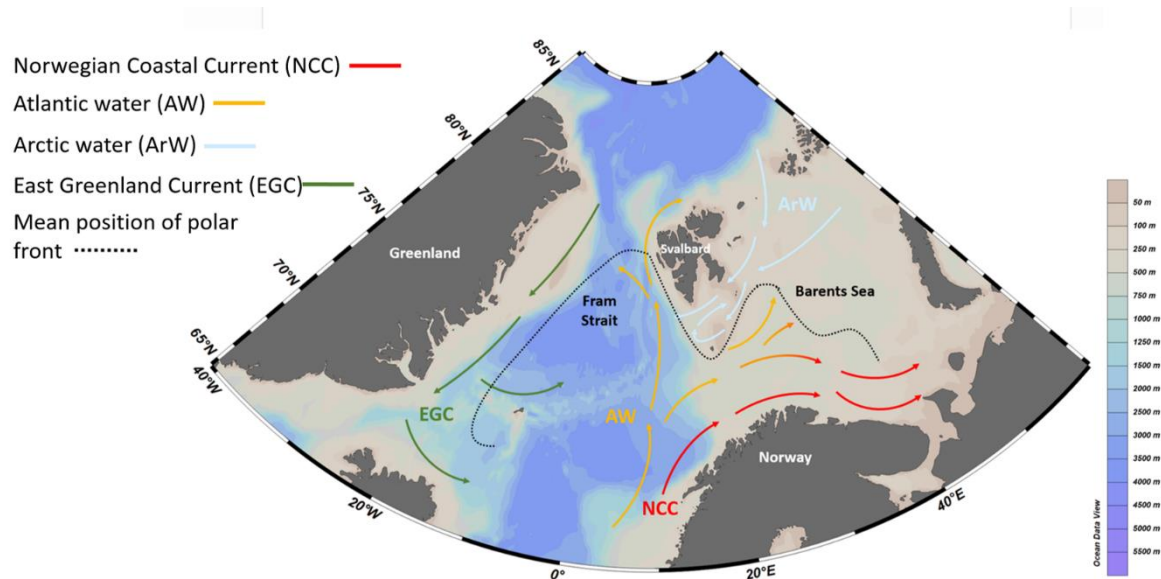 Norwegian Coastal Current (NCC)
Atlantic water (AW)
Arctic water (ArW)
East Greenland Current (EGC)
Mean position of polar
front
85°N
80°N
75°N
70°N
65°N
40°W
20°W
0°
20°E
40°E
Greenland
Svalbard
ArW
Barents Sea
Fram
Strait
EGC
AW
NCC
Norway
50 m
100 m
250 m
500 m
750 m
1000 m
1250 m
1500 m
2000 m
2500 m
3000 m
3500 m
4000 m
4500 m
5000 m
5500 m
Ocean Data View